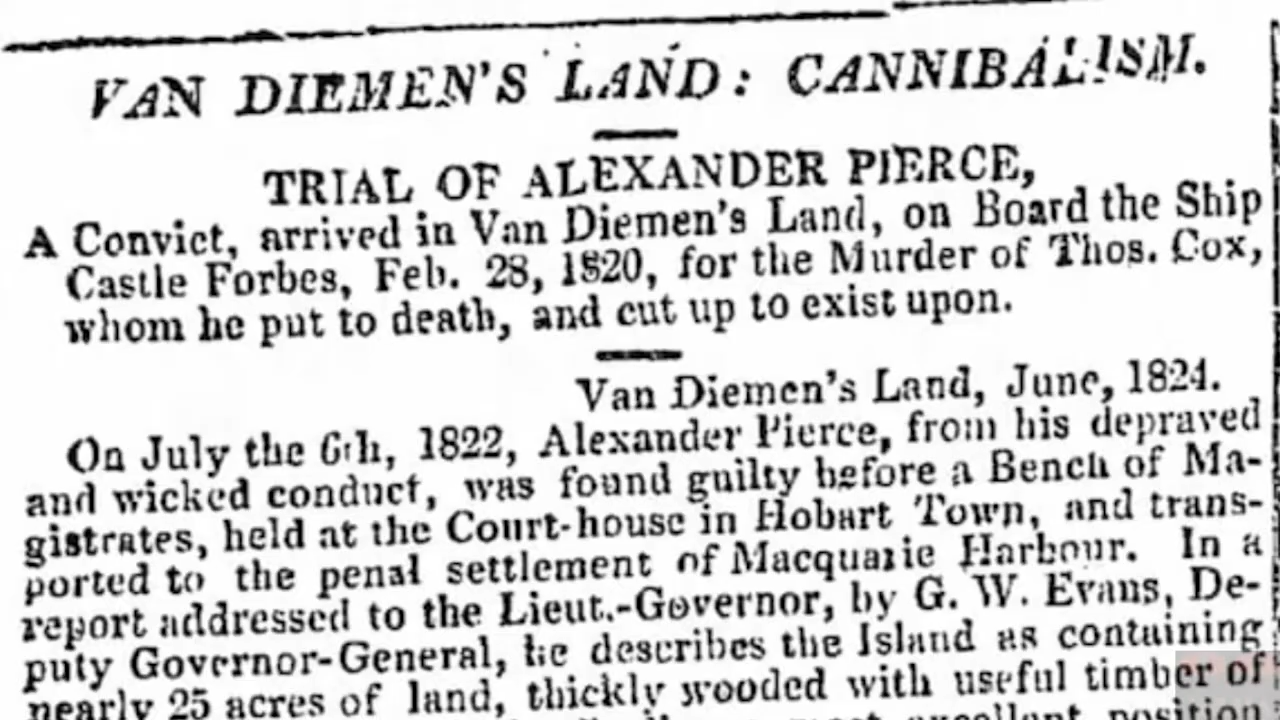 VAN DIEMEN'S LAND: CANNIBALISM.
TRIAL OF ALEXANDER PIERCE,
A Convict, arrived in Van Diemen's Land, on Board the Ship
Castle Forbes, Feb. 28, 1820, for the Murder of Thos. Cox,
whom he put to death, and cut up to exist upon.
Van Diemen's Land, June, 1824.
On July the 6th, 1822, Alexander Pierce, from his depraved
and wicked conduct, was found guilty before a Bench of Ma-
gistrates, held at the Court-house in Hobart Town, and trans-
ported to the penal settlement of Macquarie Harbour. In a
report addressed to the Lieut.-Governor, by G. W. Evans, De-
puty Governor-General, he describes the Island as containing
nearly 25 acres of land, thickly wooded with useful timber of
most excellent position